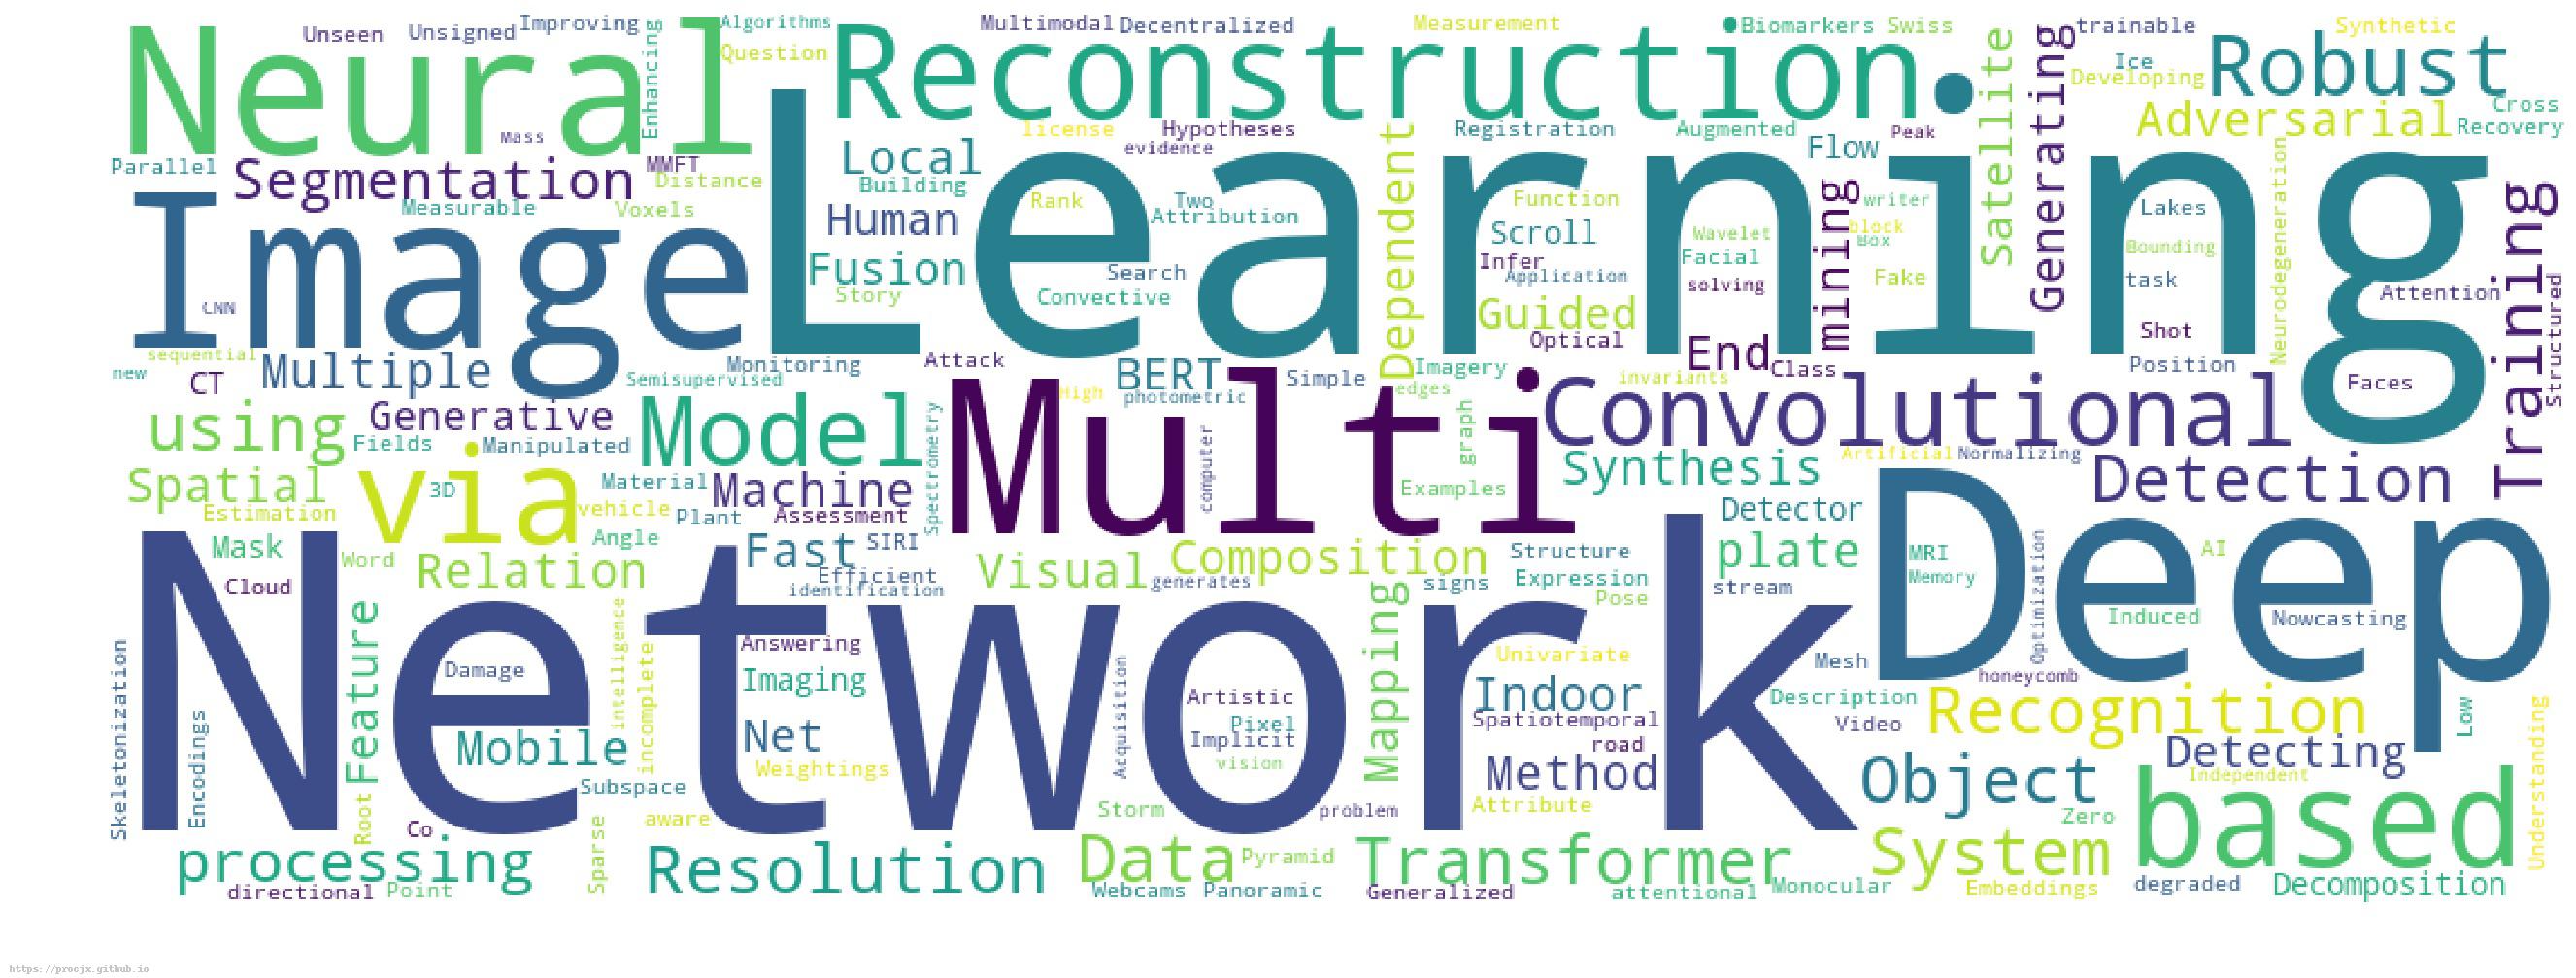 Neural
Unseen
Unsigned
Improving
Enhancing
Algorithms
Question
Mass
Reconstruction
Multimodal
Decentralized
Measurement
Biomarkers
Swiss
Satellite
Generating
trainable
Ice
Developing
Synthetic
Robust
Adversarial
Cross
Recovery
Parallel
Segmentation
MMFT
Distance
Measurable
Voxels
Local
Building
Human
Fusion
Story
license
Hypotheses
evidence
Rank
Two
Attribution
Search
Convective
Dependent
Registration
Augmented
Peak
Function
Scroll
Infer
Application
Guided
Optical
Wavelet
Facial
solving
Flow
writer
block
Box
Fake
mining
End
Class
Lakes
Bounding
task
Shot
Position
Neurodegeneration
Attention
Faces
Structured
Training
Image
Learning
CNN
sequential
new
CT
Multiple
Monitoring
Semisupervised
Attack
High
BERT
photometric
Simple
Imagery
edges
invariants
using
Generative
Fields
Manipulated
Model
Multi
Convolutional
Spectrometry
computer
graph
Examples
Synthesis
Artificial
Normalizing
Detection
Spatial
Estimation
via
3D
Material
vehicle
Plant
Machine
Assessment
Detector
Mask
Cloud
Word
Relation
Angle
Fast
SIRI
Efficient
identification
Visual
generates
Composition
signs
Structure
Expression
Pose
plate
stream
MRI
Memory
Optimization
AI
Induced
Nowcasting
Deep
Network
Skeletonization
Encodings
Feature
Root
Damage
Mobile
Subspace
intelligence
incomplete
Sparse
aware
Answering
Imaging
Net
Weightings
Acquisition
Storm
Artistic
Pixel
Implicit
vision
problem
Mapping
Univariate
Indoor
Spatiotemporal
road
Method
Attribute
Mesh
Description
Video
honeycomb
Recognition
Object
Detecting
Independent
Zero
Low
Understanding
Co
processing
directional
Point
Resolution
Data
Pyramid
Webcams
Panoramic
Transformer
Generalized
attentional
Monocular
System
Embeddings
based
degraded
Decomposition
https://procjx.github.io